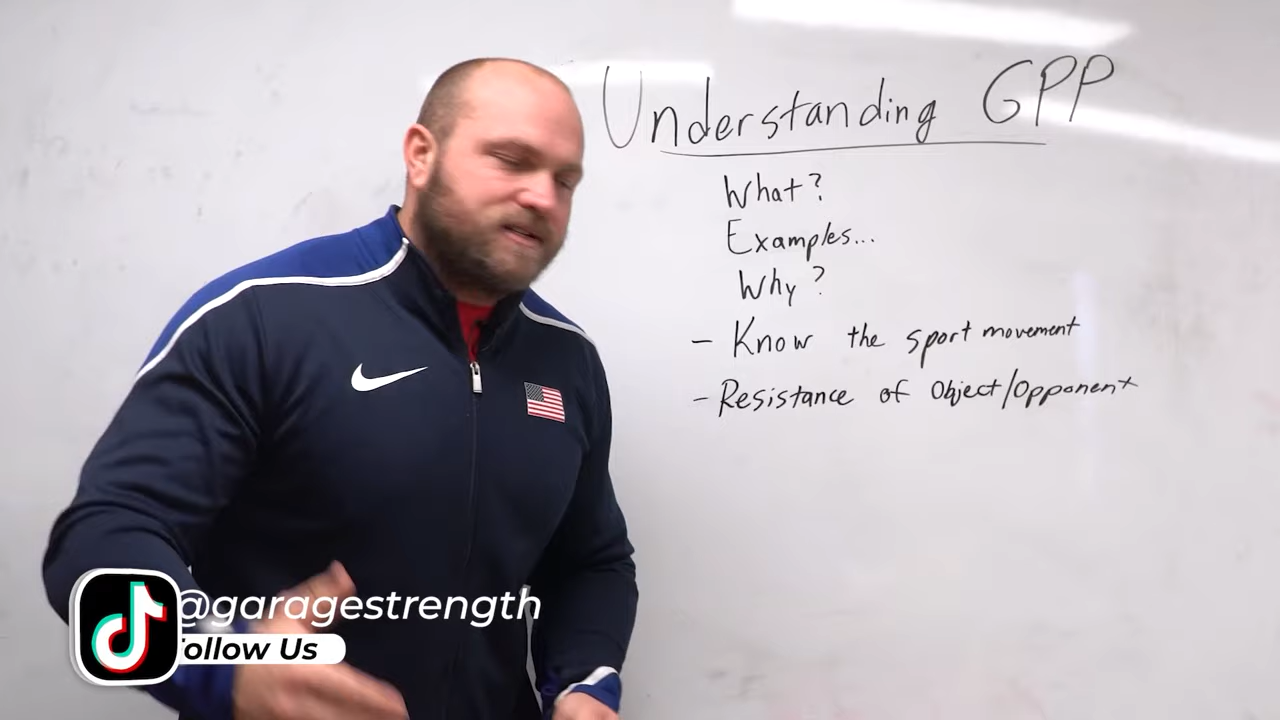 Understanding GPP
What?
Examples...
Why?
- Know the sport movement
- Resistance of Object/Opponent
@garagestrength
Follow Us